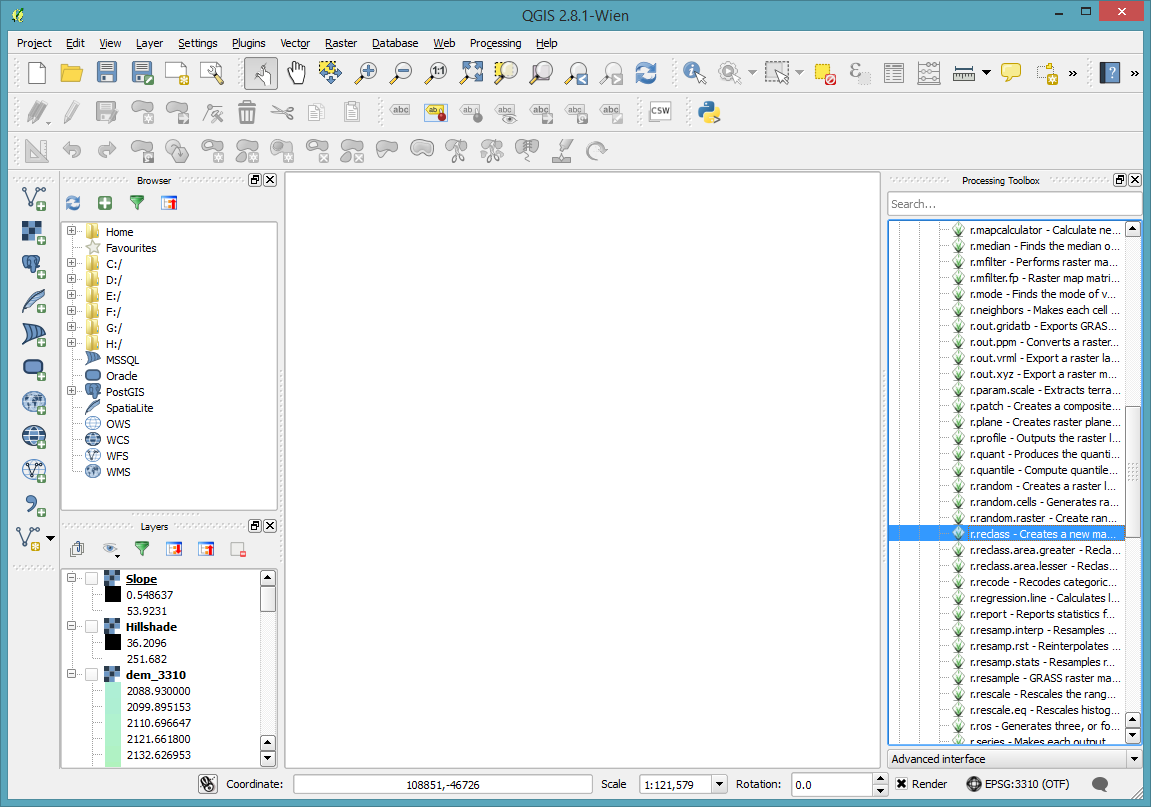 QGIS 2.8.1-Wien
Project Edit View Layer Settings Plugins Vector Raster Database Web Processing Help
1:1
»
?
»
abc
ab
ab
abc
abc
abc
abc
CSW
Browser
Home
Favourites
C:/
D:/
E:/
F:/
G:/
H:/
MSSQL
Oracle
PostGIS
SpatiaLite
OWS
WCS
WFS
WMS
Layers
Slope
0.548637
53.9231
Hillshade
36.2096
251.682
dem_3310
2088.930000
2099.895153
2110.696647
2121.661800
2132.626953
Processing Toolbox
Search...
r.mapcalculator - Calculate ne...
r.median - Finds the median o...
r.mfilter - Performs raster ma...
r.mfilter.fp - Raster map matri...
r.mode - Finds the mode of v...
r.neighbors - Makes each cell ...
r.out.gridatb - Exports GRAS...
r.out.ppm - Converts a raster...
r.out.vrml - Export a raster la...
r.out.xyz - Export a raster m...
r.param.scale - Extracts terra...
r.patch - Creates a composite...
r.plane - Creates raster plane...
r.profile - Outputs the raster l...
r.quant - Produces the quanti...
r.quantile - Compute quantile...
r.random - Creates a raster l...
r.random.cells - Generates ra...
r.random.raster - Create ran...
r.reclass - Creates a new ma...
r.reclass.area.greater - Recla...
r.reclass.area.lesser - Reclas...
r.recode - Recodes categoric...
r.regression.line - Calculates l...
r.report - Reports statistics f...
r.resamp.interp - Resamples ...
r.resamp.rst - Reinterpolates ...
r.resamp.stats - Resamples r...
r.resample - GRASS raster ma...
r.rescale - Rescales the rang...
r.rescale.eq - Rescales histog...
r.ros - Generates three, or fo...
r.series - Makes each output ...
Advanced interface
Coordinate: 108851,-46726 Scale 1:121,579 Rotation: 0.0 Render EPSG:3310 (OTF)